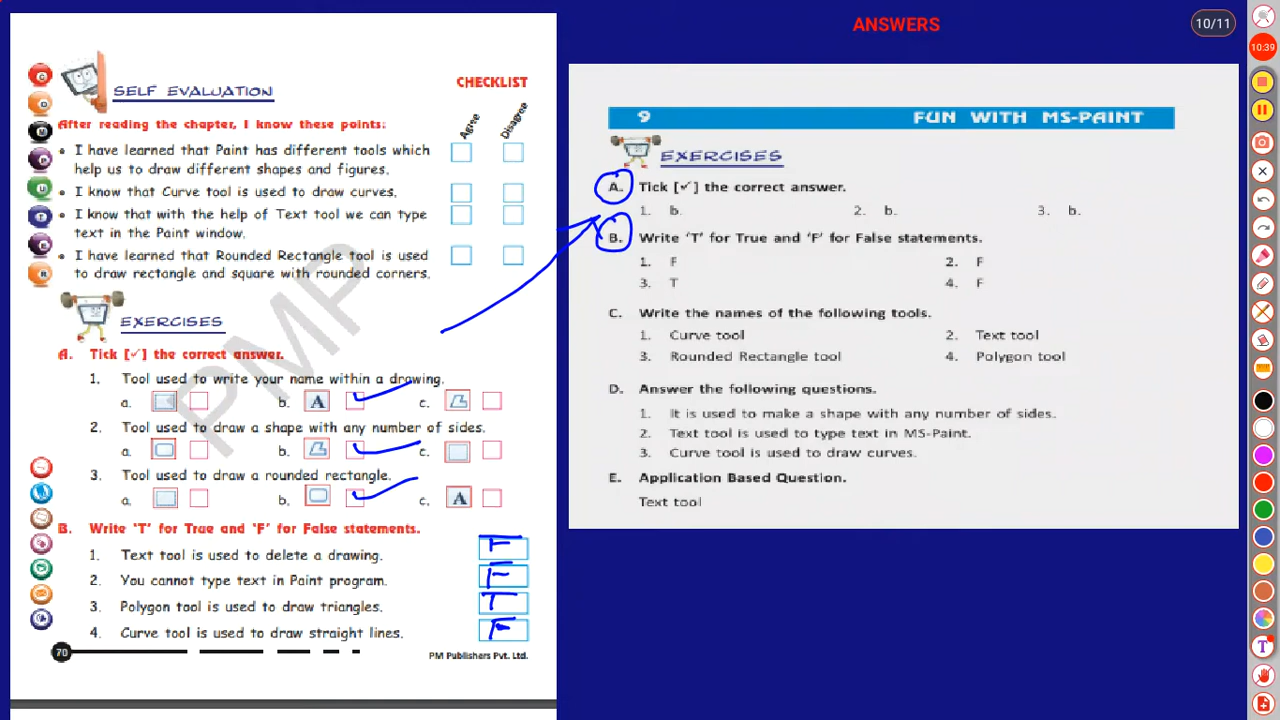 ANSWERS
10/11
10:39
SELF EVALUATION
CHECKLIST
After reading the chapter, I know these points:
Agree
Disagree
• I have learned that Paint has different tools which
help us to draw different shapes and figures.
• I know that Curve tool is used to draw curves.
• I know that with the help of Text tool we can type
text in the Paint window.
• I have learned that Rounded Rectangle tool is used
to draw rectangle and square with rounded corners.
EXERCISES
A. Tick [✓] the correct answer.
1. Tool used to write your name within a drawing.
a. b. A c.
2. Tool used to draw a shape with any number of sides.
a. b. c.
3. Tool used to draw a rounded rectangle.
a. b. c. A
B. Write 'T' for True and 'F' for False statements.
1. Text tool is used to delete a drawing. F
2. You cannot type text in Paint program. F
3. Polygon tool is used to draw triangles. T
4. Curve tool is used to draw straight lines. F
70
PM Publishers Pvt. Ltd.
PMP
9 FUN WITH MS-PAINT
EXERCISES
A. Tick [✓] the correct answer.
1. b. 2. b. 3. b.
B. Write 'T' for True and 'F' for False statements.
1. F 2. F
3. T 4. F
C. Write the names of the following tools.
1. Curve tool 2. Text tool
3. Rounded Rectangle tool 4. Polygon tool
D. Answer the following questions.
1. It is used to make a shape with any number of sides.
2. Text tool is used to type text in MS-Paint.
3. Curve tool is used to draw curves.
E. Application Based Question.
Text tool
T